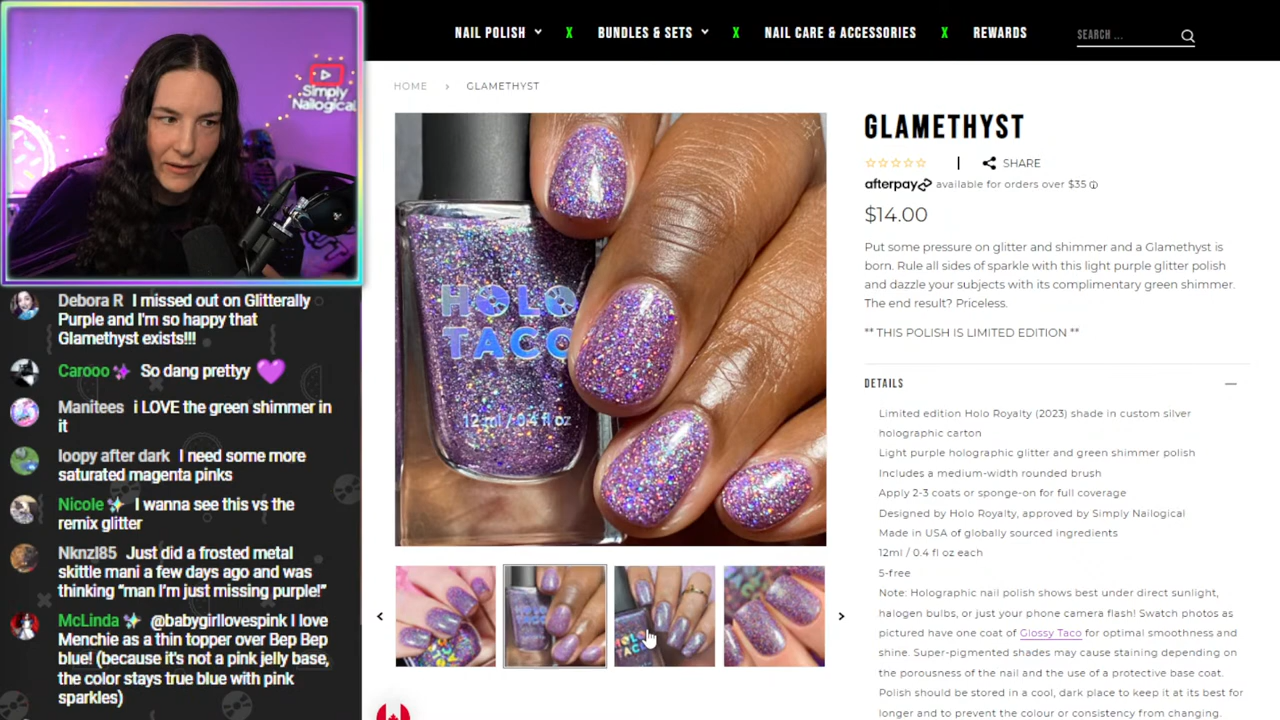 NAIL POLISH
X
BUNDLES & SETS
X
NAIL CARE & ACCESSORIES
X
REWARDS
SEARCH ...
Simply
Nailogical
HOME > GLAMETHYST
HOLO
TACO
12 ml / 0.4 fl oz
GLAMETHYST
| SHARE
afterpay available for orders over $35
$14.00
Put some pressure on glitter and shimmer and a Glamethyst is
born. Rule all sides of sparkle with this light purple glitter polish
and dazzle your subjects with its complimentary green shimmer.
The end result? Priceless.
** THIS POLISH IS LIMITED EDITION **
DETAILS
Limited edition Holo Royalty (2023) shade in custom silver
holographic carton
Light purple holographic glitter and green shimmer polish
Includes a medium-width rounded brush
Apply 2-3 coats or sponge-on for full coverage
Designed by Holo Royalty, approved by Simply Nailogical
Made in USA of globally sourced ingredients
12ml / 0.4 fl oz each
5-free
Note: Holographic nail polish shows best under direct sunlight,
halogen bulbs, or just your phone camera flash! Swatch photos as
pictured have one coat of Glossy Taco for optimal smoothness and
shine. Super-pigmented shades may cause staining depending on
the porousness of the nail and the use of a protective base coat.
Polish should be stored in a cool, dark place to keep it at its best for
longer and to prevent the colour or consistency from changing.
Debora R I missed out on Glitterally
Purple and I'm so happy that
Glamethyst exists!!!
Carooo So dang prettyy
Manitees i LOVE the green shimmer in
it
loopy after dark I need some more
saturated magenta pinks
Nicole I wanna see this vs the
remix glitter
Nknzl85 Just did a frosted metal
skittle mani a few days ago and was
thinking “man I’m just missing purple!”
McLinda @babygirlovespink I love
Menchie as a thin topper over Bep Bep
blue! (because it's not a pink jelly base,
the color stays true blue with pink
sparkles)